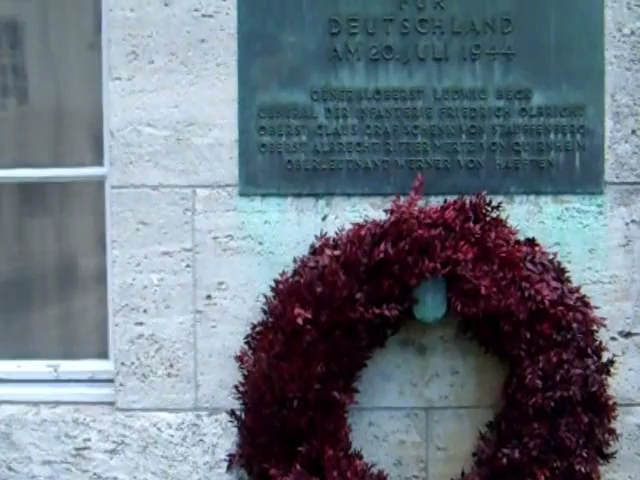 FÜR
DEUTSCHLAND
AM 20. JULI 1944
GENERALOBERST LUDWIG BECK
GENERAL DER INFANTERIE FRIEDRICH OLBRICHT
OBERST CLAUS GRAF SCHENK VON STAUFFENBERG
OBERST ALBRECHT RITTER MERTZ VON QUIRNHEIM
OBERLEUTNANT WERNER VON HAEFTEN